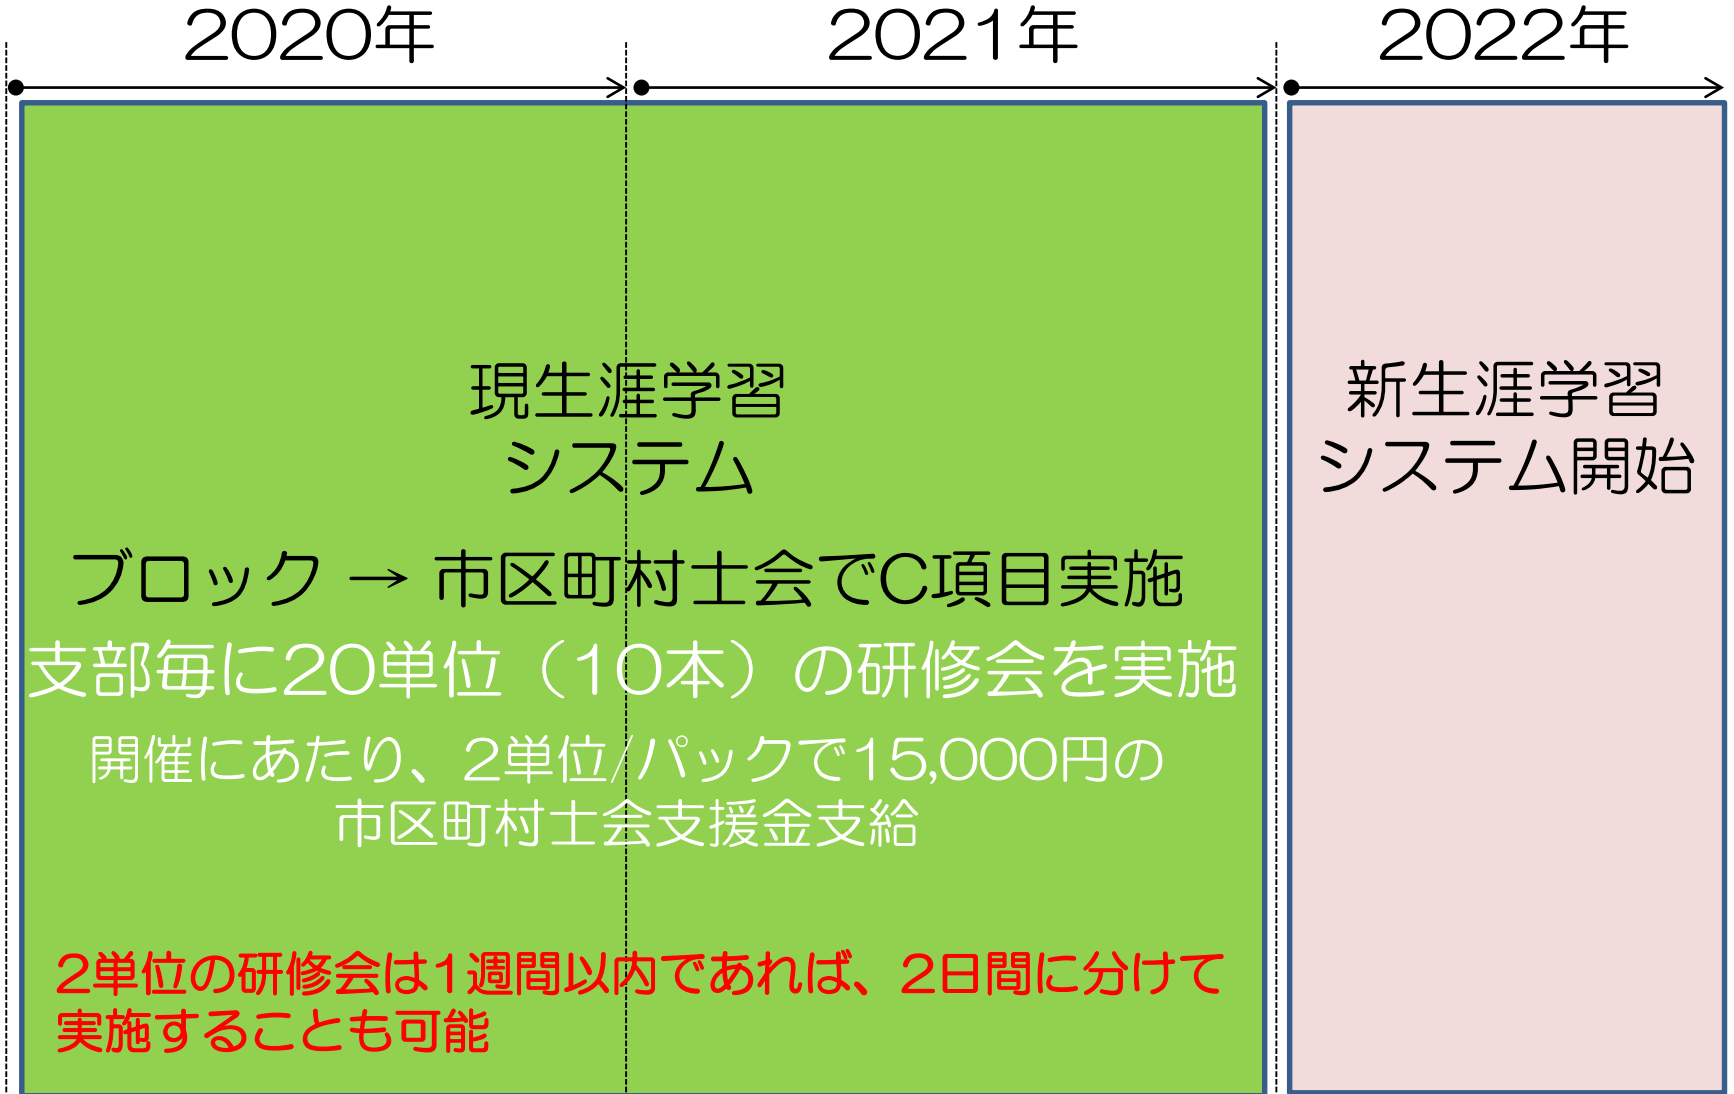 2020年
2021年
2022年
現生涯学習
システム
ブロック → 市区町村士会でC項目実施
支部毎に20単位（10本）の研修会を実施
開催にあたり、2単位/パックで15,000円の
市区町村士会支援金支給
2単位の研修会は1週間以内であれば、2日間に分けて
実施することも可能
新生涯学習
システム開始